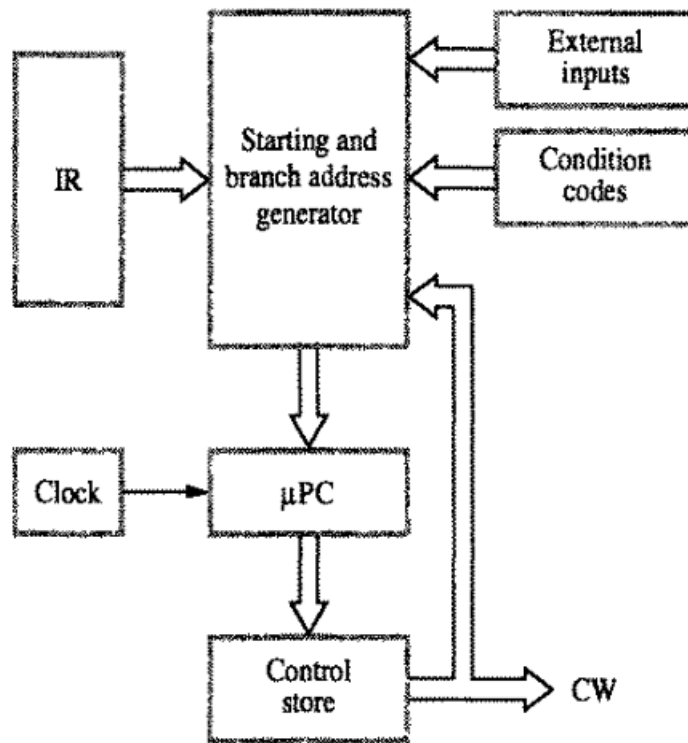 External
inputs
IR
Starting and
branch address
generator
Condition
codes
Clock
μPC
Control
store
CW